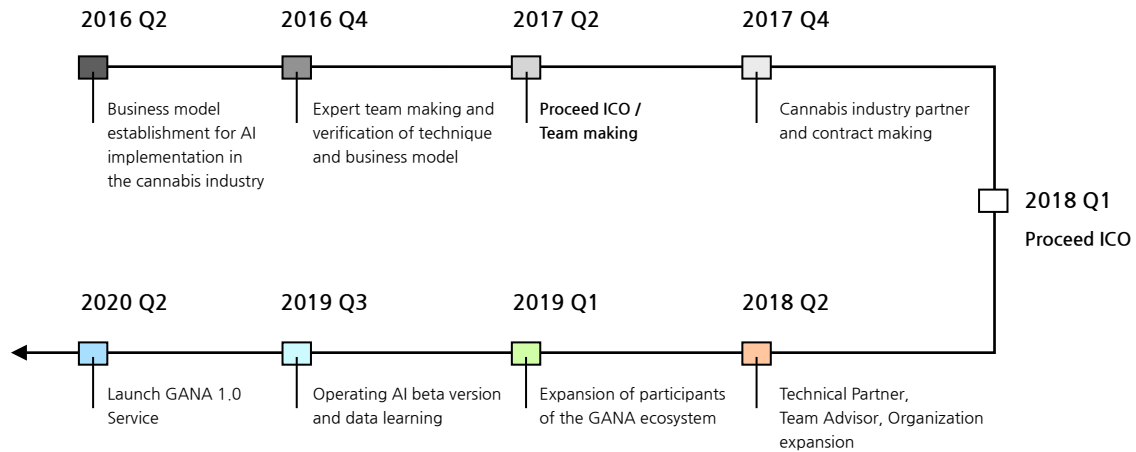 2016 Q2
Business model
establishment for AI
implementation in
the cannabis industry
2016 Q4
Expert team making and
verification of technique
and business model
2017 Q2
Proceed ICO /
Team making
2017 Q4
Cannabis industry partner
and contract making
2018 Q1
Proceed ICO
2018 Q2
Technical Partner,
Team Advisor, Organization
expansion
2019 Q1
Expansion of participants
of the GANA ecosystem
2019 Q3
Operating AI beta version
and data learning
2020 Q2
Launch GANA 1.0
Service